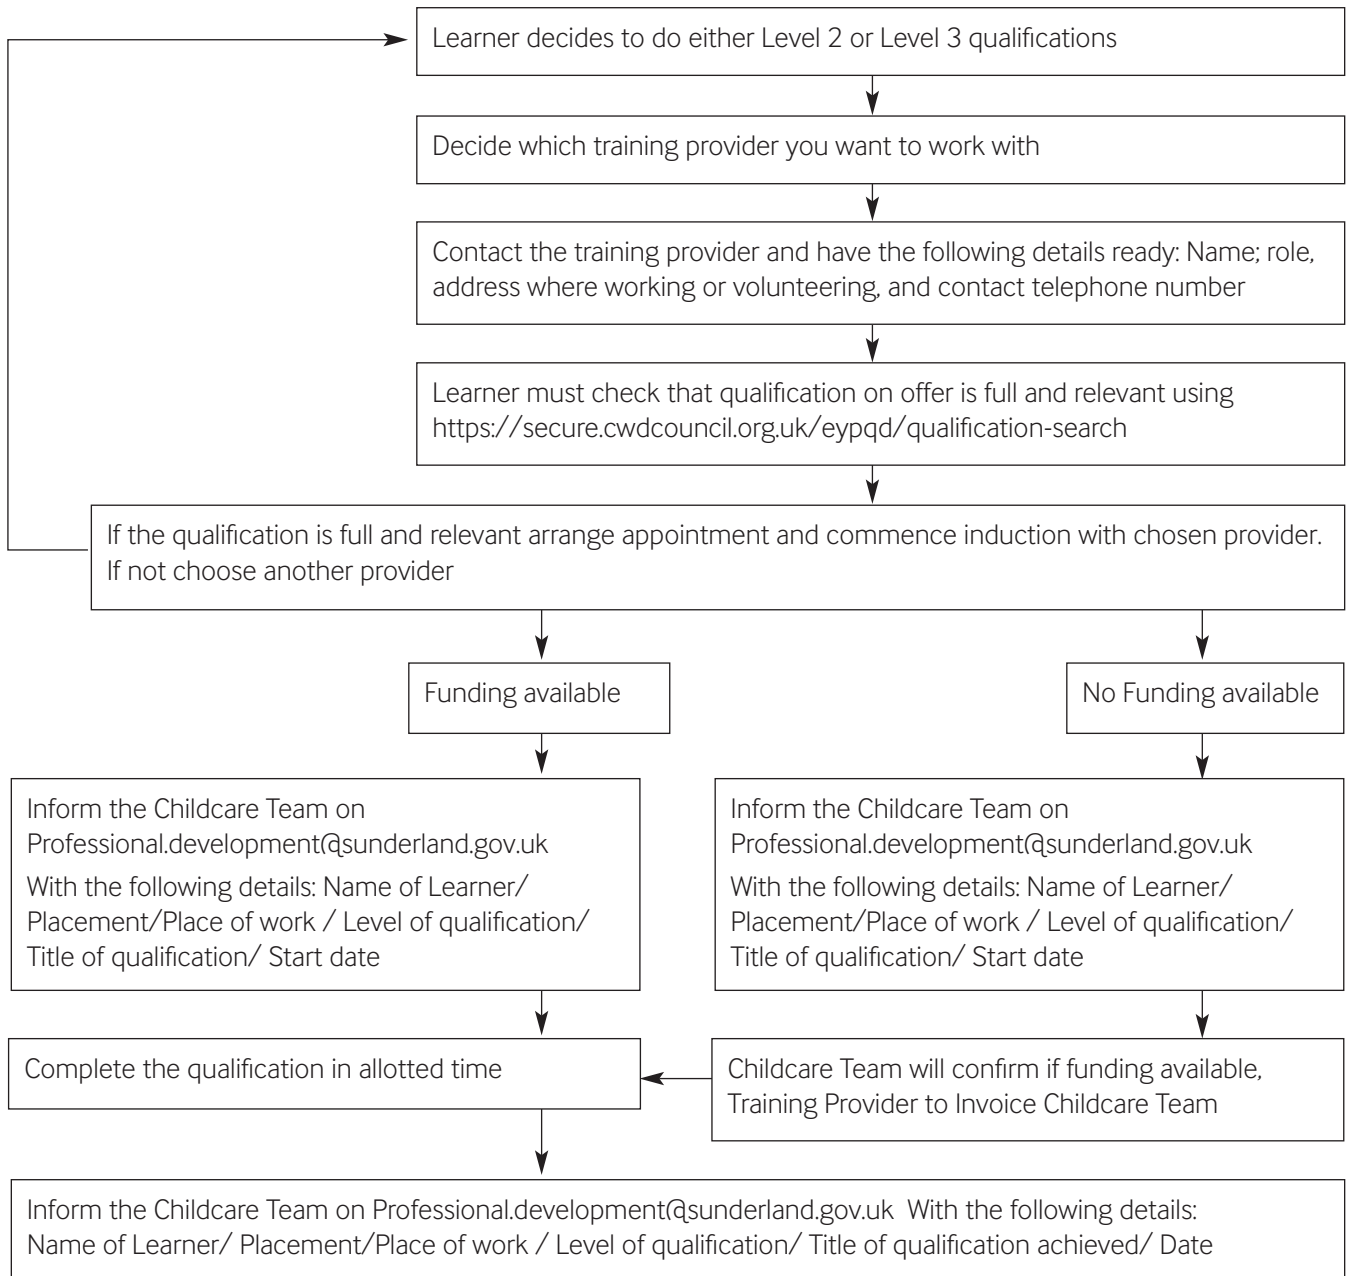 Learner decides to do either Level 2 or Level 3 qualifications
Decide which training provider you want to work with
Contact the training provider and have the following details ready: Name; role,
address where working or volunteering, and contact telephone number
Learner must check that qualification on offer is full and relevant using
https://secure.cwdcouncil.org.uk/eypqd/qualification-search
If the qualification is full and relevant arrange appointment and commence induction with chosen provider.
If not choose another provider
Funding available
No Funding available
Inform the Childcare Team on
Professional.development@sunderland.gov.uk
With the following details: Name of Learner/
Placement/Place of work / Level of qualification/
Title of qualification/ Start date
Inform the Childcare Team on
Professional.development@sunderland.gov.uk
With the following details: Name of Learner/
Placement/Place of work / Level of qualification/
Title of qualification/ Start date
Complete the qualification in allotted time
Childcare Team will confirm if funding available,
Training Provider to Invoice Childcare Team
Inform the Childcare Team on Professional.development@sunderland.gov.uk With the following details:
Name of Learner/ Placement/Place of work / Level of qualification/ Title of qualification achieved/ Date